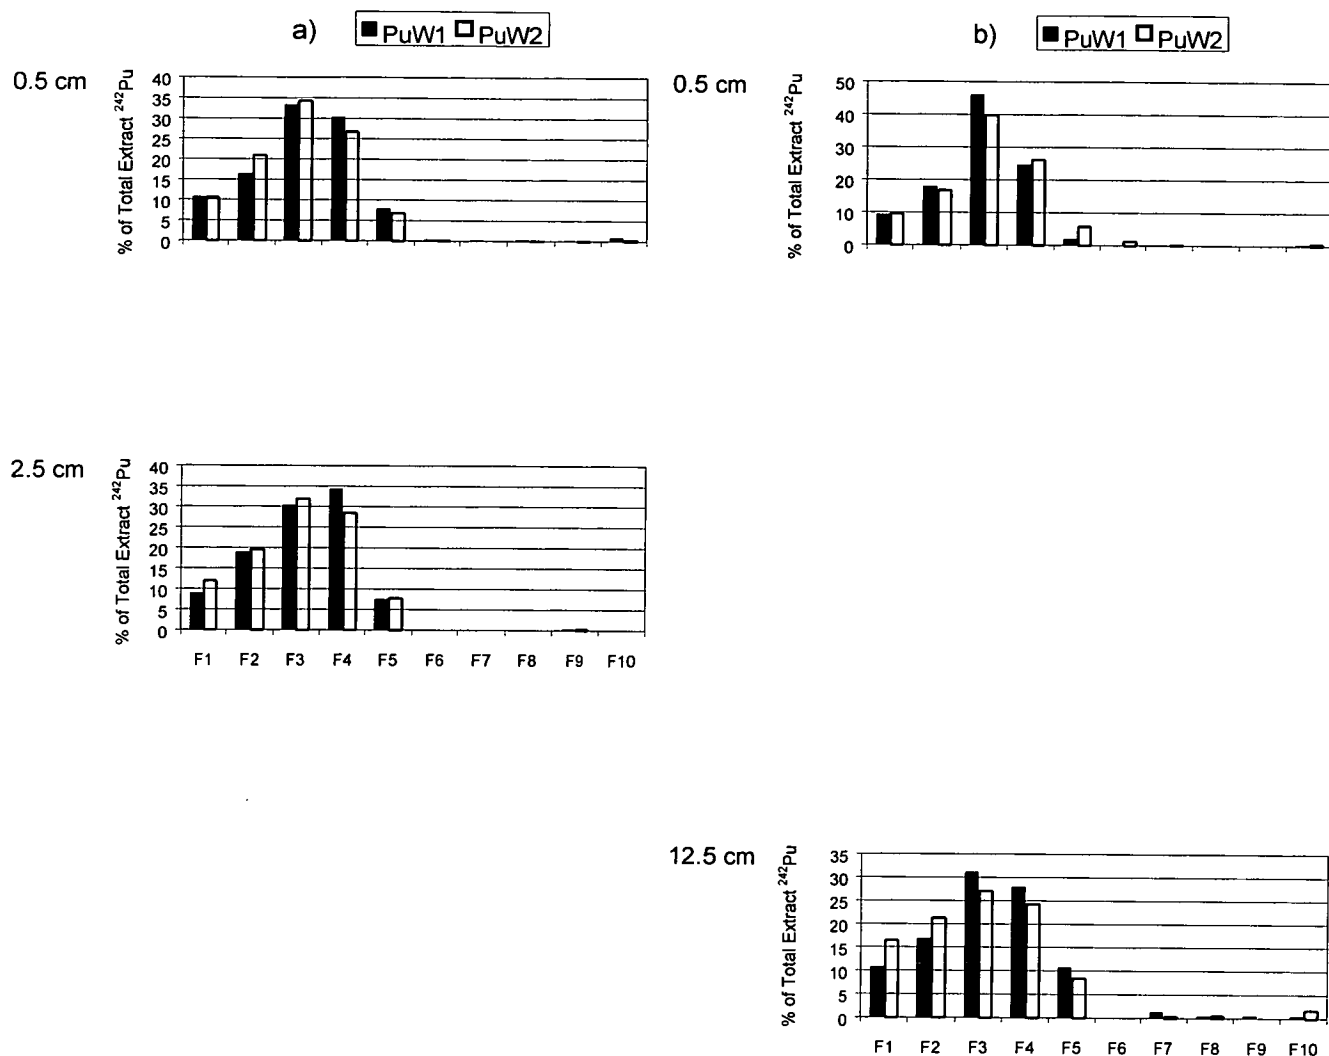 a)
PuW1 PuW2
0.5 cm
% of Total Extract ²⁴²Pu
40
35
30
25
20
15
10
5
0
b)
PuW1 PuW2
0.5 cm
% of Total Extract ²⁴²Pu
50
40
30
20
10
0
2.5 cm
% of Total Extract ²⁴²Pu
40
35
30
25
20
15
10
5
0
F1 F2 F3 F4 F5 F6 F7 F8 F9 F10
12.5 cm
% of Total Extract ²⁴²Pu
35
30
25
20
15
10
5
0
F1 F2 F3 F4 F5 F6 F7 F8 F9 F10